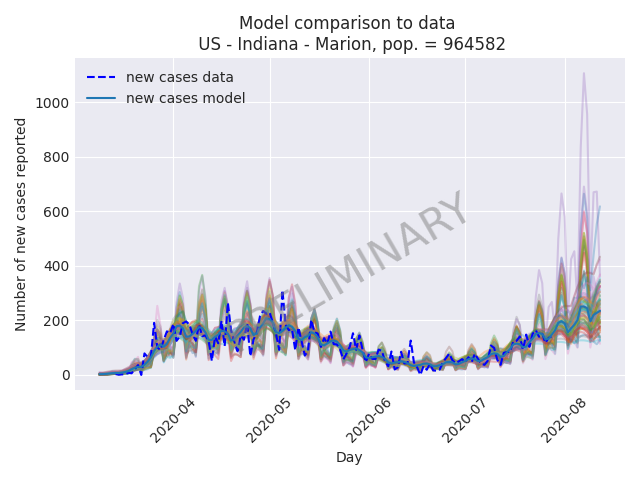 Model comparison to data
US - Indiana - Marion, pop. = 964582
new cases data
new cases model
PRELIMINARY
Number of new cases reported
1000
800
600
400
200
0
2020-04
2020-05
2020-06
2020-07
2020-08
Day